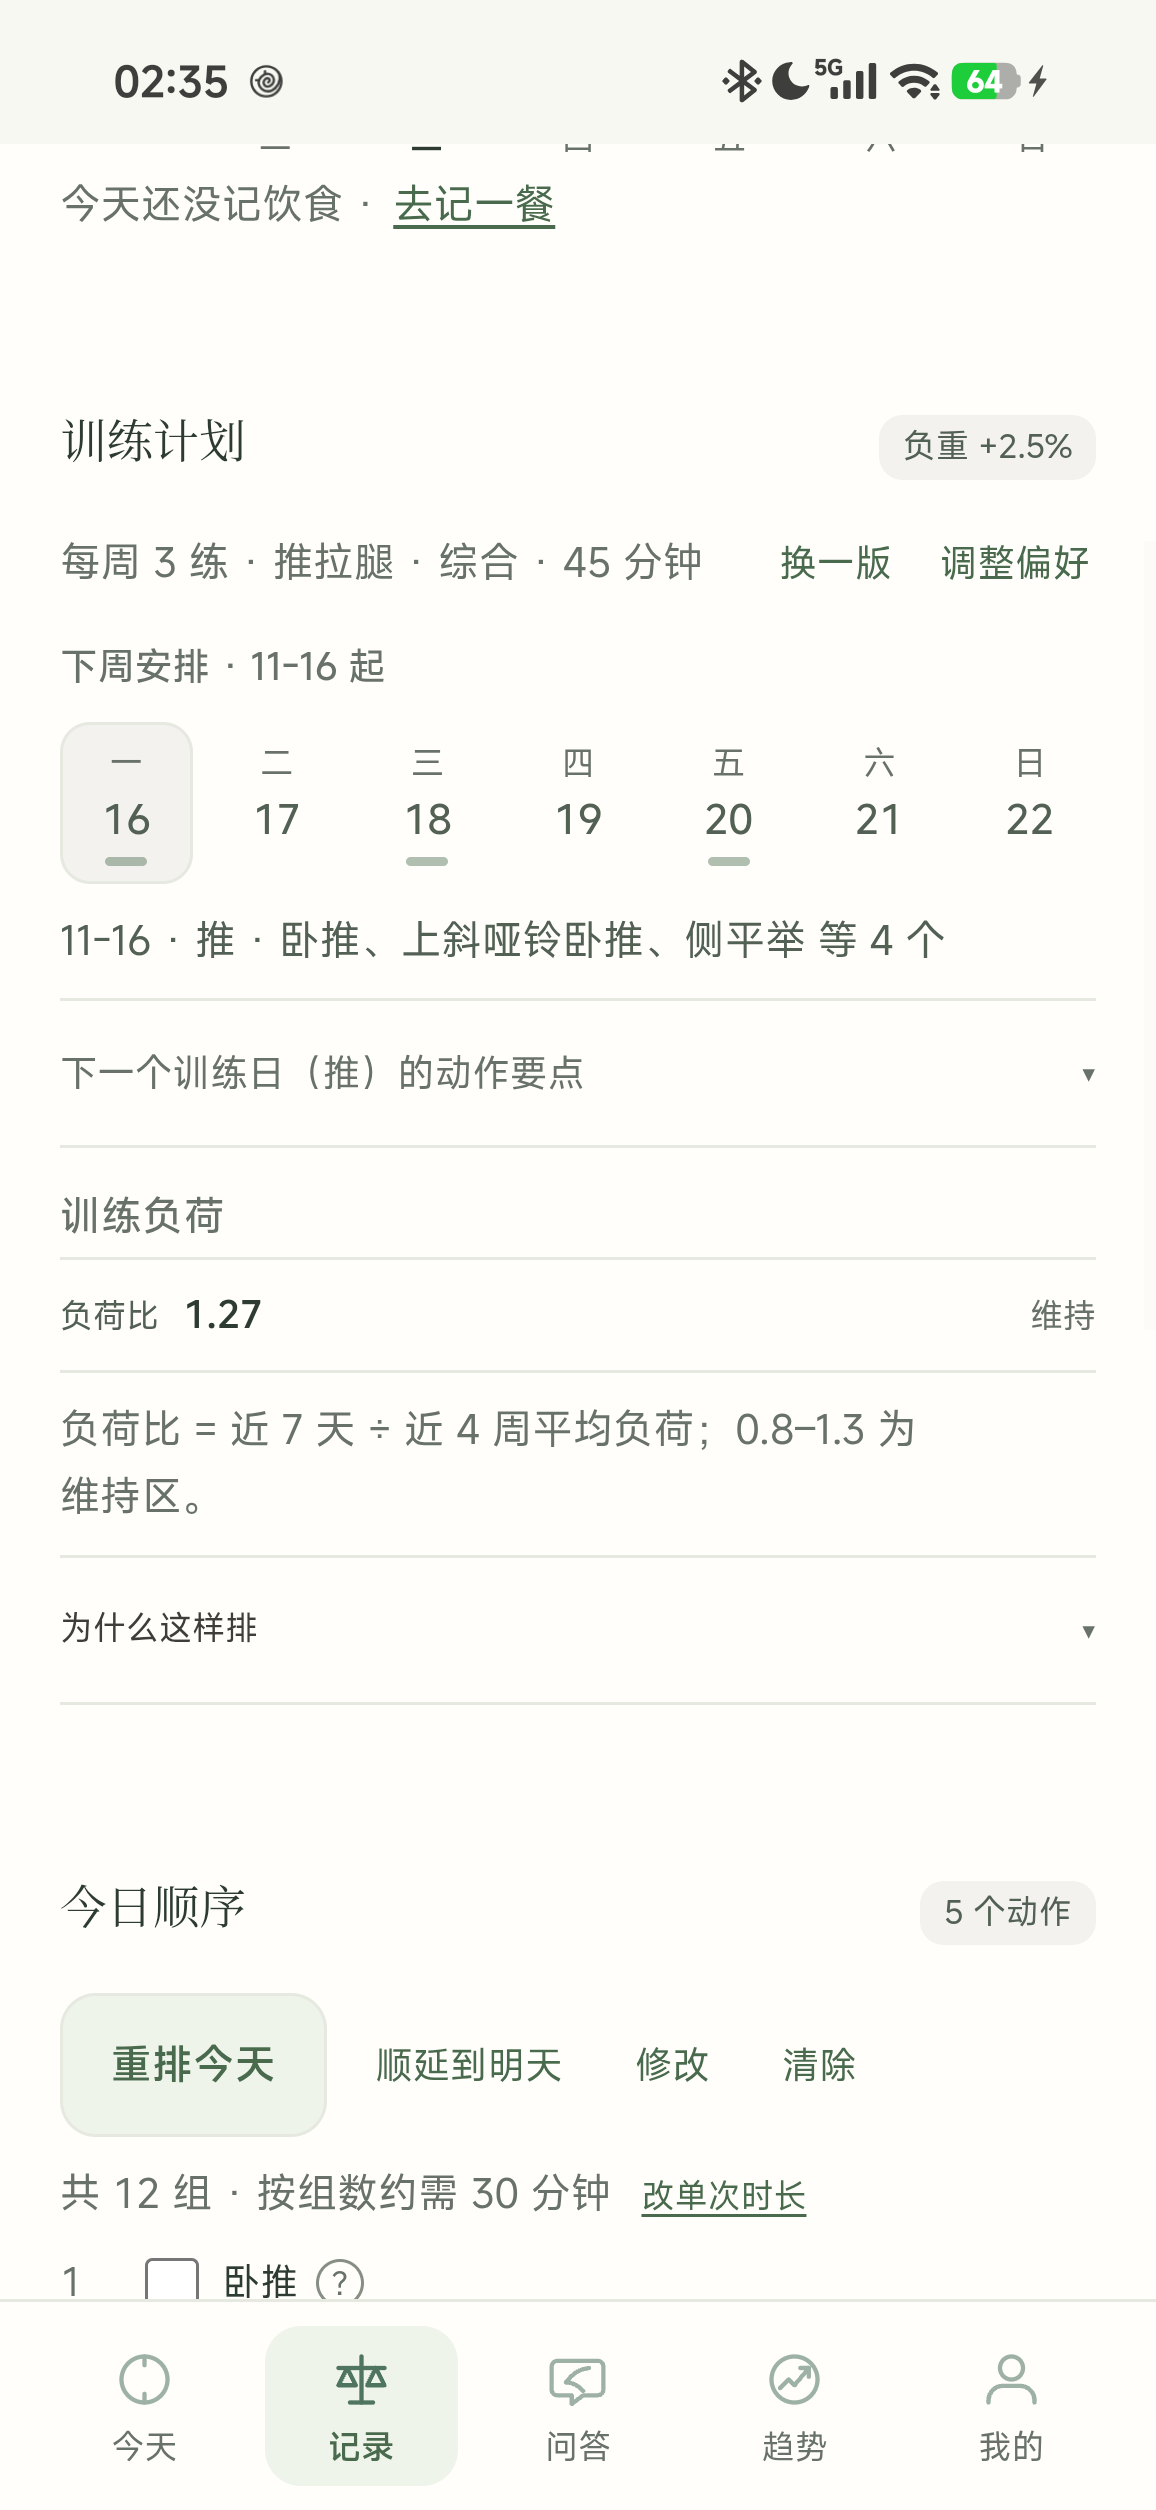 02:35 5G 64
今天还没记饮食 · 去记一餐
训练计划 负重 +2.5%
每周 3 练 · 推拉腿 · 综合 · 45 分钟 换一版 调整偏好
下周安排 · 11-16 起
一 二 三 四 五 六 日
16 17 18 19 20 21 22
11-16 · 推 · 卧推、上斜哑铃卧推、侧平举 等 4 个
下一个训练日（推）的动作要点
训练负荷
负荷比 1.27 维持
负荷比 = 近 7 天 ÷ 近 4 周平均负荷；0.8–1.3 为
维持区。
为什么这样排
今日顺序 5 个动作
重排今天 顺延到明天 修改 清除
共 12 组 · 按组数约需 30 分钟 改单次时长
1 卧推 ?
今天 记录 问答 趋势 我的